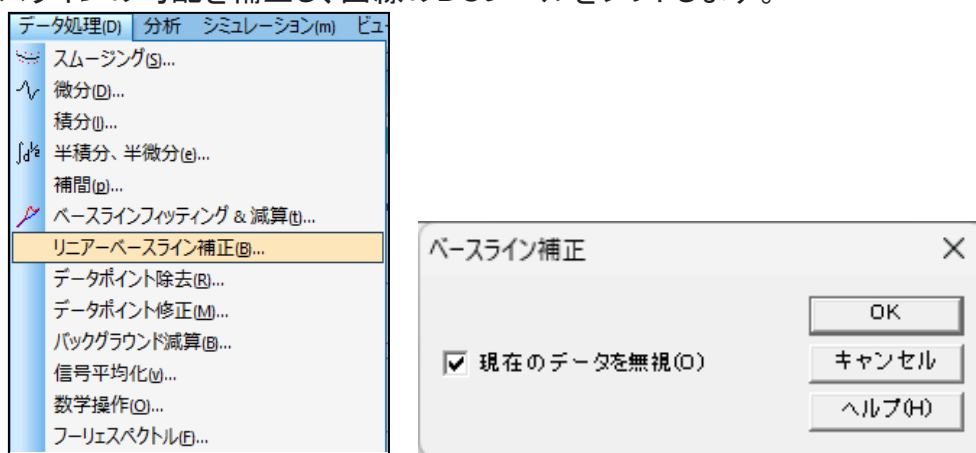 データ処理(D) 分析 シミュレーション(m) ビュ
スムージング(S)...
微分(D)...
積分(I)...
半積分、半微分(e)...
補間(p)...
ベースラインフィッティング & 減算(t)...
リニアーベースライン補正(B)...
データポイント除去(R)...
データポイント修正(M)...
バックグラウンド減算(B)...
信号平均化(v)...
数学操作(O)...
フーリェスペクトル(F)...
ベースライン補正
OK
現在のデータを無視(O)
キャンセル
ヘルプ(H)